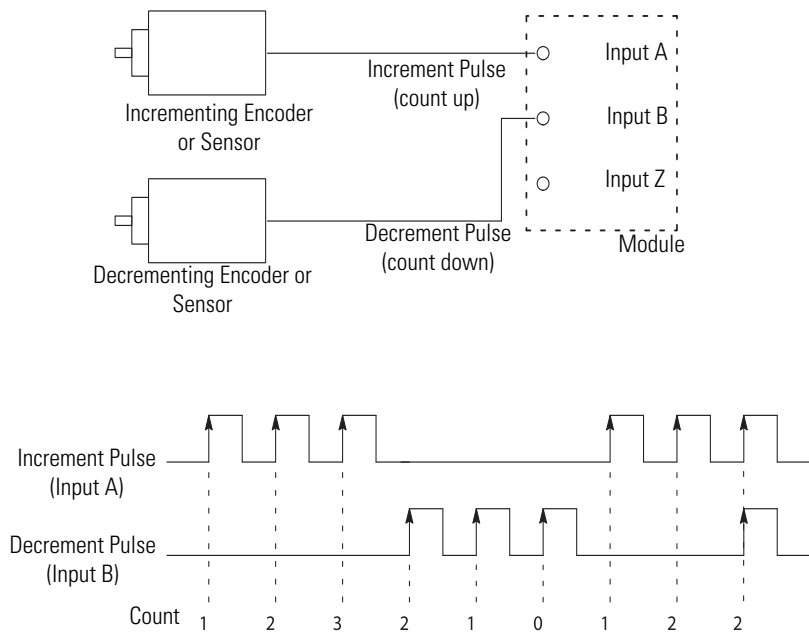 Incrementing Encoder
or Sensor
Increment Pulse
(count up)
Input A
Input B
Input Z
Module
Decrementing Encoder or
Sensor
Decrement Pulse
(count down)
Increment Pulse
(Input A)
Decrement Pulse
(Input B)
Count 1 2 3 2 1 0 1 2 2